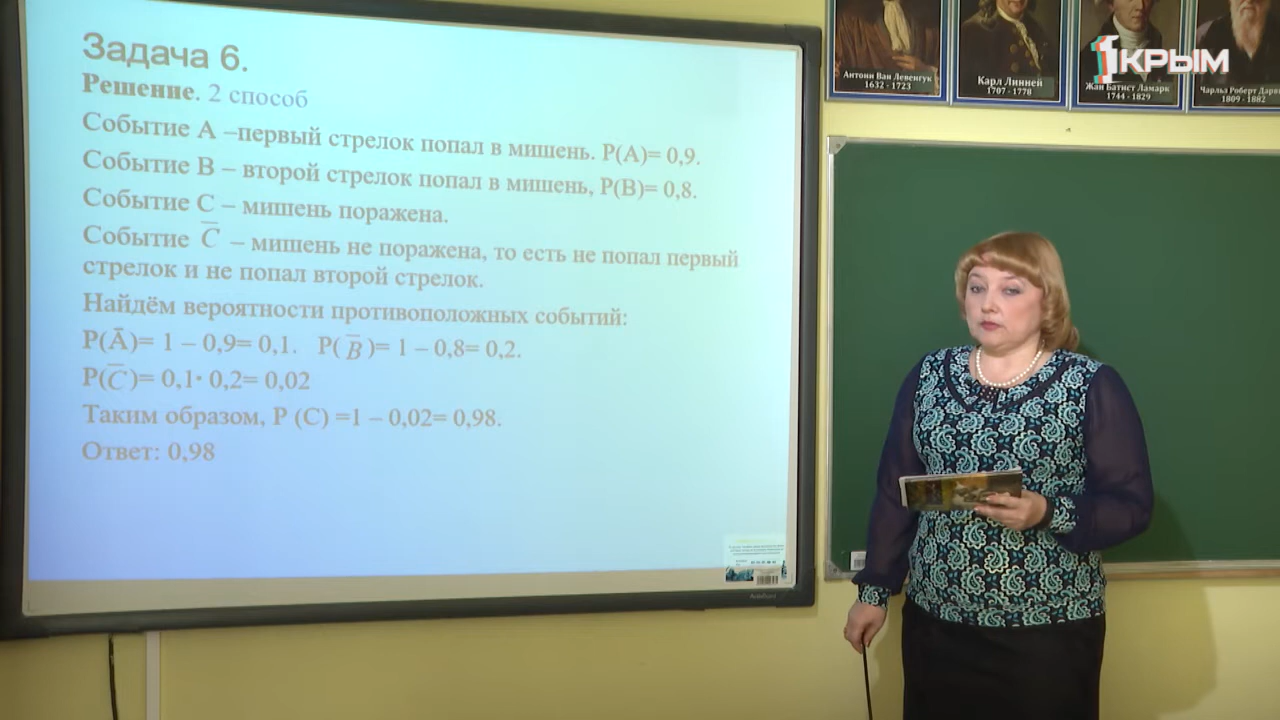 Задача 6.
Решение. 2 способ
Событие А –первый стрелок попал в мишень. Р(А)= 0,9.
Событие В – второй стрелок попал в мишень, Р(В)= 0,8.
Событие С – мишень поражена.
Событие C̅ – мишень не поражена, то есть не попал первый
стрелок и не попал второй стрелок.
Найдём вероятности противоположных событий:
Р(Ā)= 1 – 0,9= 0,1. Р( B̅ )= 1 – 0,8= 0,2.
Р(C̅ )= 0,1· 0,2= 0,02
Таким образом, Р (С) =1 – 0,02= 0,98.
Ответ: 0,98
Антони Ван Левенгук
1632 - 1723
Карл Линней
1707 - 1778
Жан Батист Ламарк
1744 - 1829
Чарльз Роберт Дарв
1809 - 1882
1КРЫМ